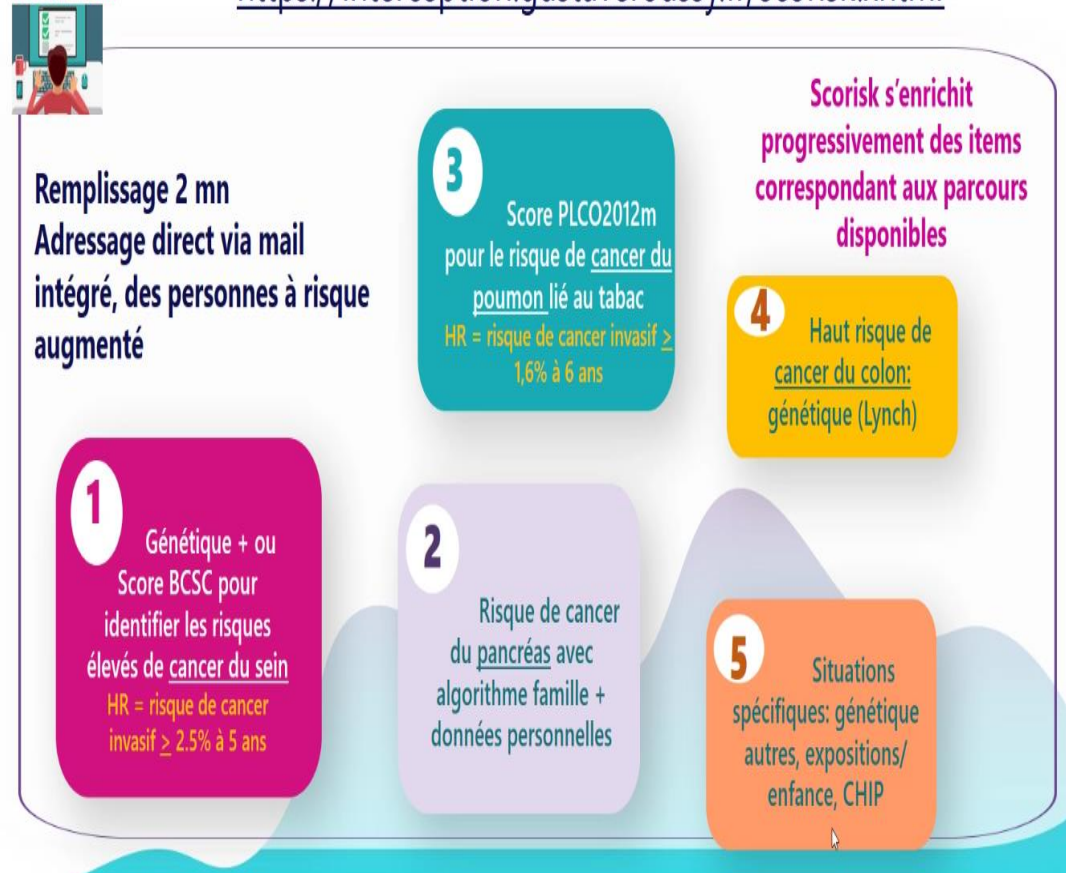 Remplissage 2 mn
Adressage direct via mail
intégré, des personnes à risque
augmenté
1
Génétique + ou
Score BCSC pour
identifier les risques
élevés de cancer du sein
HR = risque de cancer
invasif ≥ 2.5% à 5 ans
2
Risque de cancer
du pancréas avec
algorithme famille +
données personnelles
3
Score PLCO2012m
pour le risque de cancer du
poumon lié au tabac
HR = risque de cancer invasif ≥
1,6% à 6 ans
Scorisk s’enrichit
progressivement des items
correspondant aux parcours
disponibles
4
Haut risque de
cancer du colon:
génétique (Lynch)
5
Situations
spécifiques: génétique
autres, expositions/
enfance, CHIP